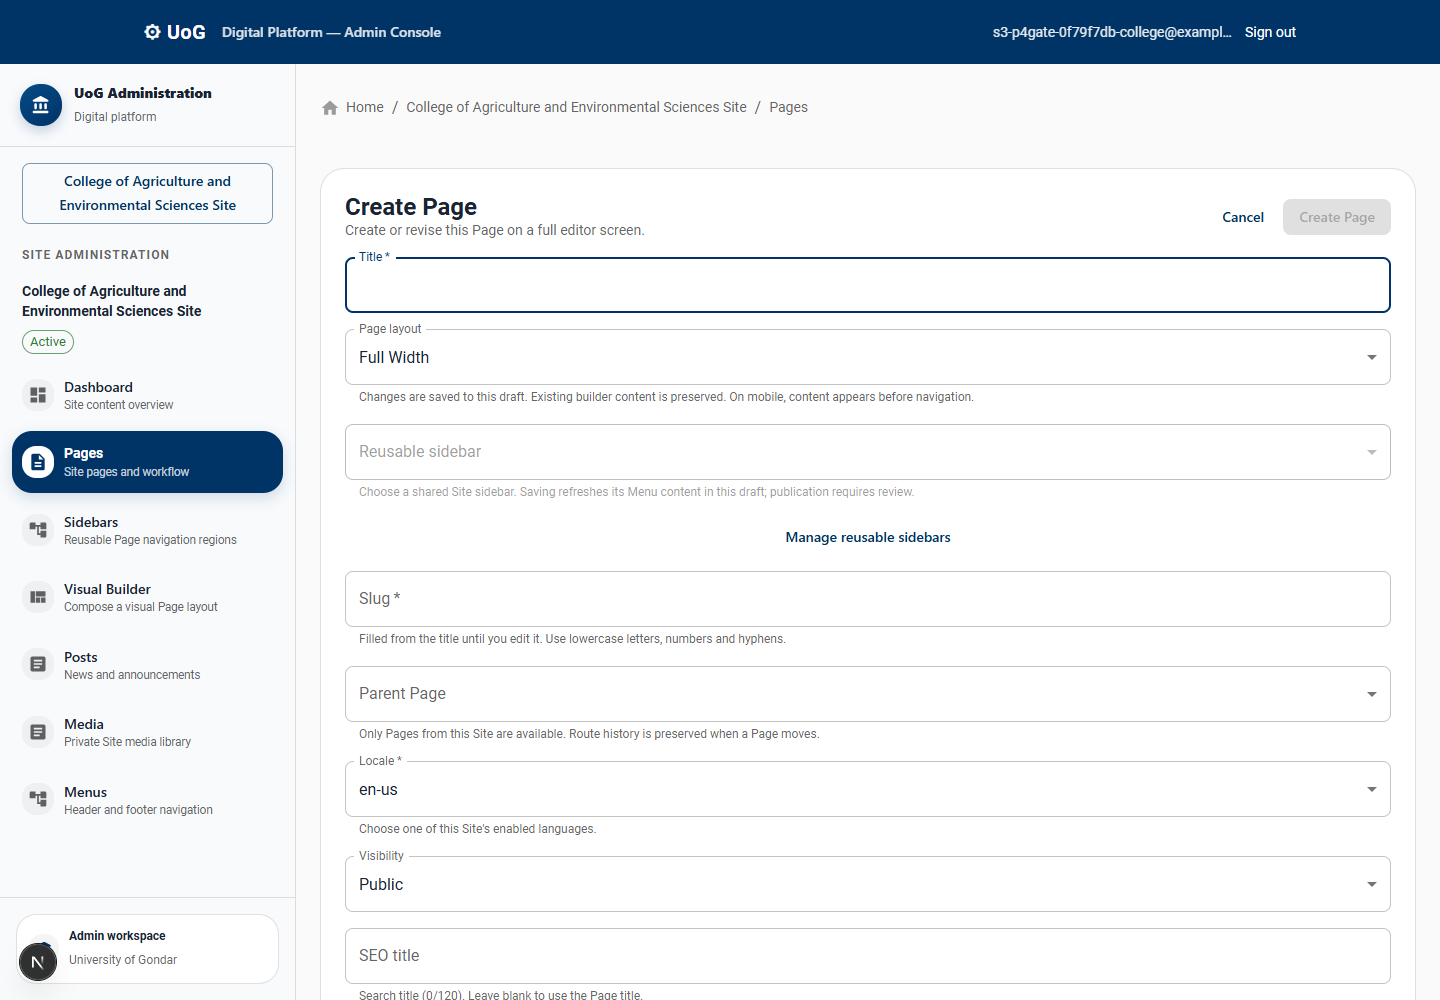 UoG
Digital Platform — Admin Console
s3-p4gate-0f79f7db-college@exampl...
Sign out
UoG Administration
Digital platform
College of Agriculture and
Environmental Sciences Site
SITE ADMINISTRATION
College of Agriculture and
Environmental Sciences Site
Active
Dashboard
Site content overview
Pages
Site pages and workflow
Sidebars
Reusable Page navigation regions
Visual Builder
Compose a visual Page layout
Posts
News and announcements
Media
Private Site media library
Menus
Header and footer navigation
Admin workspace
University of Gondar
N
Home / College of Agriculture and Environmental Sciences Site / Pages
Create Page
Create or revise this Page on a full editor screen.
Cancel
Create Page
Title *
Page layout
Full Width
Changes are saved to this draft. Existing builder content is preserved. On mobile, content appears before navigation.
Reusable sidebar
Choose a shared Site sidebar. Saving refreshes its Menu content in this draft; publication requires review.
Manage reusable sidebars
Slug *
Filled from the title until you edit it. Use lowercase letters, numbers and hyphens.
Parent Page
Only Pages from this Site are available. Route history is preserved when a Page moves.
Locale *
en-us
Choose one of this Site's enabled languages.
Visibility
Public
SEO title
Search title (0/120). Leave blank to use the Page title.